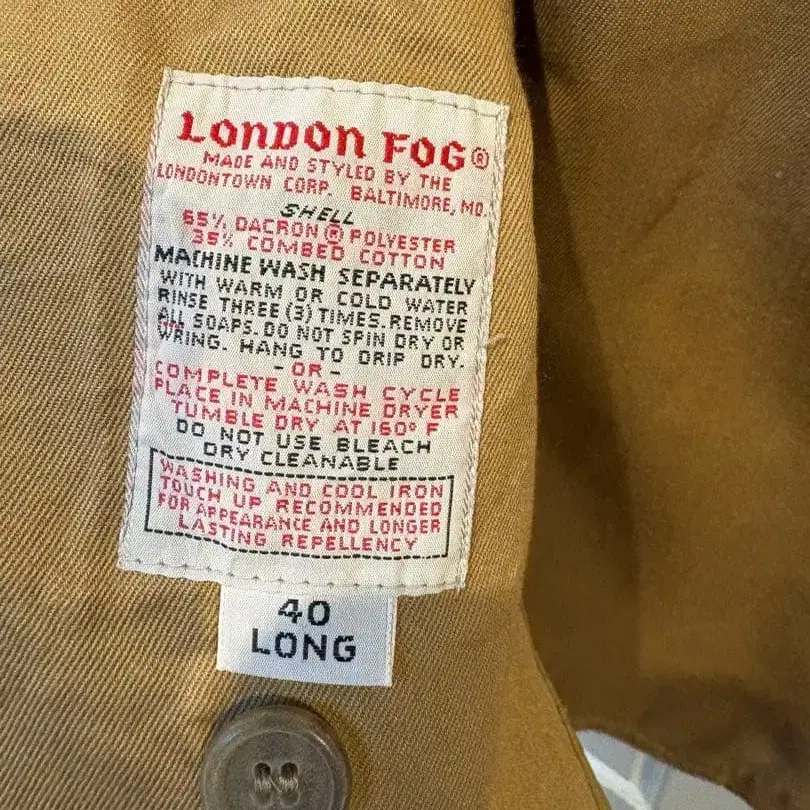 LONDON FOG®
MADE AND STYLED BY THE
LONDONTOWN CORP. BALTIMORE, MD.
SHELL
65% DACRON® POLYESTER
35% COMBED COTTON
MACHINE WASH SEPARATELY
WITH WARM OR COLD WATER
RINSE THREE (3) TIMES. REMOVE
ALL SOAPS. DO NOT SPIN DRY OR
WRING. HANG TO DRIP DRY.
- OR -
COMPLETE WASH CYCLE
PLACE IN MACHINE DRYER
TUMBLE DRY AT 160° F
DO NOT USE BLEACH
DRY CLEANABLE
WASHING AND COOL IRON
TOUCH UP RECOMMENDED
FOR APPEARANCE AND LONGER
LASTING REPELLENCY
40
LONG